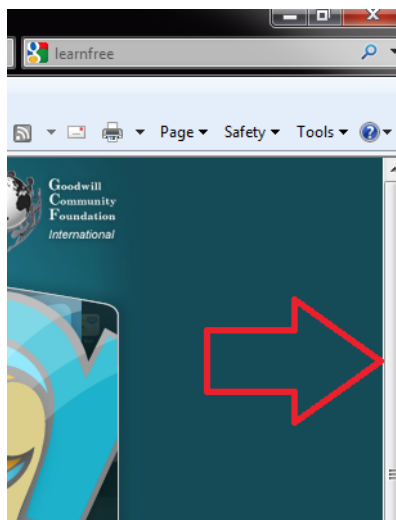 learnfree
Page Safety Tools
Goodwill
Community
Foundation
International